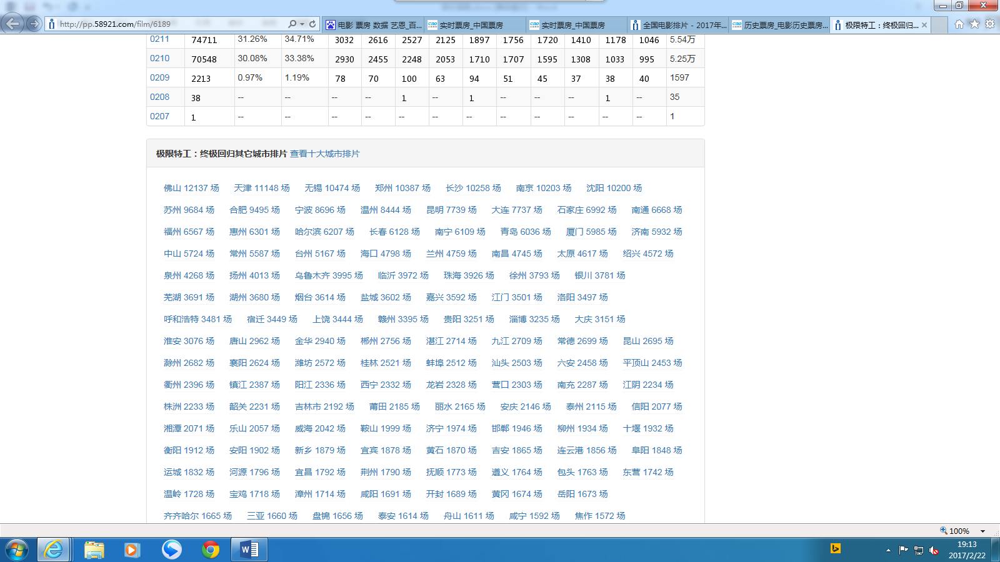 http://pp.58921.com/film/6189
电影 票房 数据 艺恩_百...
实时票房_中国票房
实时票房_中国票房
全国电影排片 - 2017年...
历史票房_电影历史票房...
极限特工：终极回归...
0211 74711 31.26% 34.71% 3032 2616 2527 2125 1897 1756 1720 1410 1178 1046 5.54万
0210 70548 30.08% 33.38% 2930 2455 2248 2053 1710 1707 1595 1308 1033 995 5.25万
0209 2213 0.97% 1.19% 78 70 100 63 94 51 45 37 38 40 1597
0208 38 -- -- -- -- 1 -- 1 -- -- -- 1 -- 35
0207 1 -- -- -- -- -- -- -- -- -- -- -- -- 1
极限特工：终极回归其它城市排片 查看十大城市排片
佛山 12137 场 天津 11148 场 无锡 10474 场 郑州 10387 场 长沙 10258 场 南京 10203 场 沈阳 10200 场
苏州 9684 场 合肥 9495 场 宁波 8696 场 温州 8444 场 昆明 7739 场 大连 7737 场 石家庄 6992 场 南通 6668 场
福州 6567 场 惠州 6301 场 哈尔滨 6207 场 长春 6128 场 南宁 6109 场 青岛 6036 场 厦门 5985 场 济南 5932 场
中山 5724 场 常州 5587 场 台州 5167 场 海口 4798 场 兰州 4759 场 南昌 4745 场 太原 4617 场 绍兴 4572 场
泉州 4268 场 扬州 4013 场 乌鲁木齐 3995 场 临沂 3972 场 珠海 3926 场 徐州 3793 场 银川 3781 场
芜湖 3691 场 湖州 3680 场 烟台 3614 场 盐城 3602 场 嘉兴 3592 场 江门 3501 场 洛阳 3497 场
呼和浩特 3481 场 宿迁 3449 场 上饶 3444 场 赣州 3395 场 贵阳 3251 场 淄博 3235 场 大庆 3151 场
淮安 3076 场 唐山 2962 场 金华 2940 场 郴州 2756 场 湛江 2714 场 九江 2709 场 常德 2699 场 昆山 2695 场
滁州 2682 场 襄阳 2624 场 潍坊 2572 场 桂林 2521 场 蚌埠 2512 场 汕头 2503 场 六安 2458 场 平顶山 2453 场
衢州 2396 场 镇江 2387 场 阳江 2336 场 西宁 2332 场 龙岩 2328 场 营口 2303 场 南充 2287 场 江阴 2234 场
株洲 2233 场 韶关 2231 场 吉林市 2192 场 莆田 2185 场 丽水 2165 场 安庆 2146 场 泰州 2115 场 信阳 2077 场
湘潭 2071 场 乐山 2057 场 威海 2042 场 鞍山 1999 场 济宁 1974 场 邯郸 1946 场 柳州 1934 场 十堰 1932 场
衡阳 1912 场 安阳 1902 场 新乡 1879 场 宜宾 1878 场 黄石 1870 场 吉安 1865 场 连云港 1856 场 阜阳 1848 场
运城 1832 场 河源 1796 场 宜昌 1792 场 荆州 1790 场 抚顺 1773 场 遵义 1764 场 包头 1763 场 东营 1742 场
温岭 1728 场 宝鸡 1718 场 漳州 1714 场 咸阳 1691 场 开封 1689 场 黄冈 1674 场 岳阳 1673 场
齐齐哈尔 1665 场 三亚 1660 场 盘锦 1656 场 泰安 1614 场 舟山 1611 场 咸宁 1592 场 焦作 1572 场
100%
19:13
2017/2/22